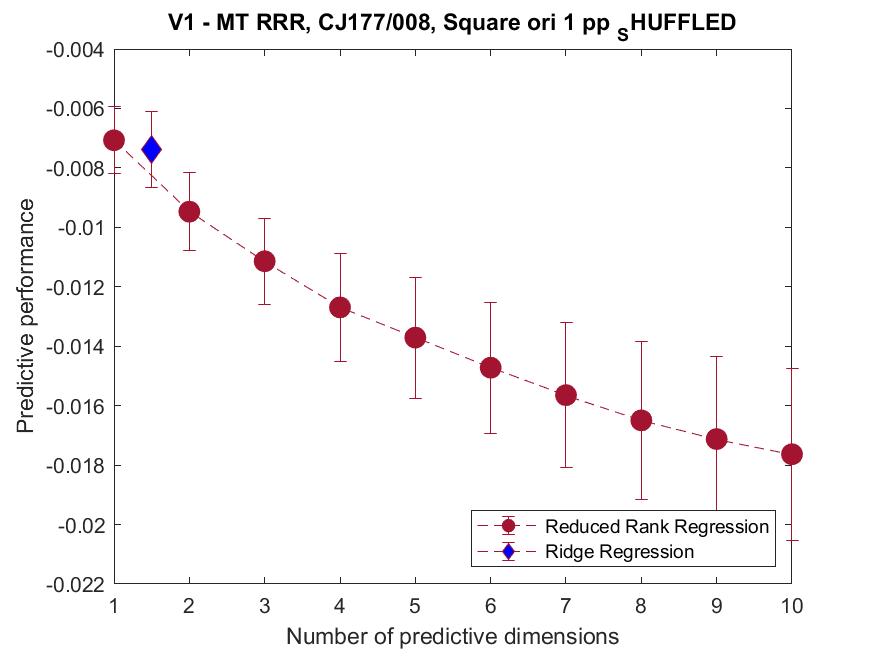 V1 - MT RRR, CJ177/008, Square ori 1 pp SHUFFLED
-0.004
-0.006
-0.008
-0.01
-0.012
-0.014
-0.016
-0.018
-0.02
-0.022
Predictive performance
1 2 3 4 5 6 7 8 9 10
Number of predictive dimensions
Reduced Rank Regression
Ridge Regression